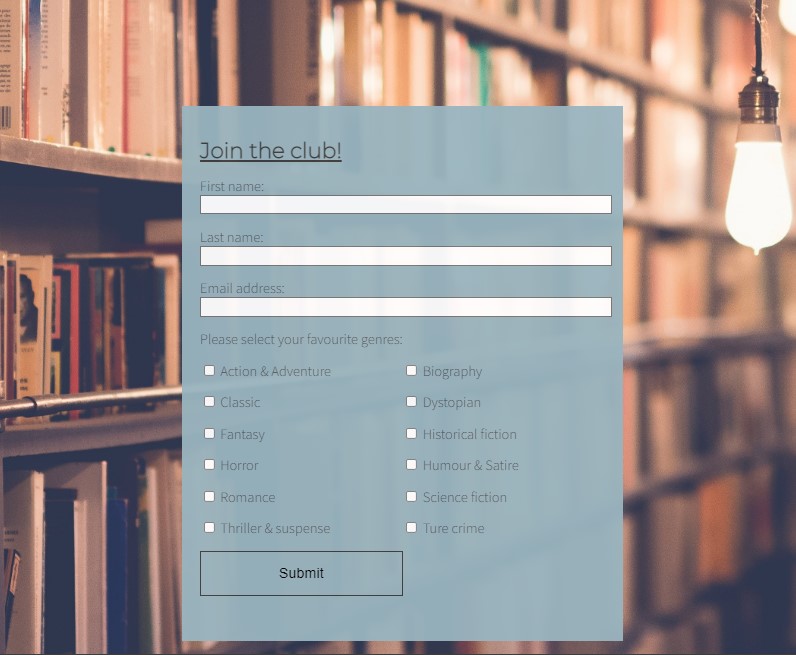 Join the club!
First name:
Last name:
Email address:
Please select your favourite genres:
Action & Adventure
Biography
Classic
Dystopian
Fantasy
Historical fiction
Horror
Humour & Satire
Romance
Science fiction
Thriller & suspense
Ture crime
Submit